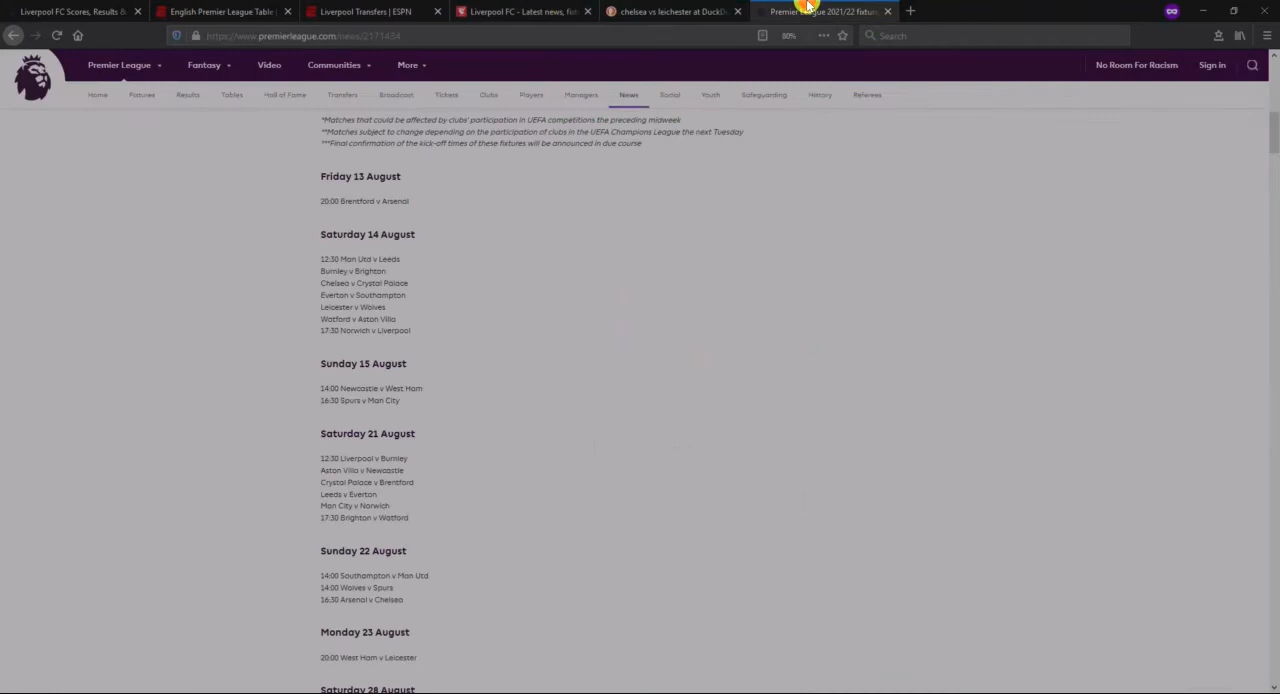 Liverpool FC Scores, Results &
English Premier League Table
Liverpool Transfers | ESPN
Liverpool FC - Latest news, fixt
chelsea vs leichester at DuckDu
Premier League 2021/22 fixture
https://www.premierleague.com/news/2171434
80%
Search
Premier League
Fantasy
Video
Communities
More
No Room For Racism
Sign in
Home
Fixtures
Results
Tables
Hall of Fame
Transfers
Broadcast
Tickets
Clubs
Players
Managers
News
Social
Youth
Safeguarding
History
Referees
*Matches that could be affected by clubs' participation in UEFA competitions the preceding midweek
**Matches subject to change depending on the participation of clubs in the UEFA Champions League the next Tuesday
***Final confirmation of the kick-off times of these fixtures will be announced in due course
Friday 13 August
20:00 Brentford v Arsenal
Saturday 14 August
12:30 Man Utd v Leeds
Burnley v Brighton
Chelsea v Crystal Palace
Everton v Southampton
Leicester v Wolves
Watford v Aston Villa
17:30 Norwich v Liverpool
Sunday 15 August
14:00 Newcastle v West Ham
16:30 Spurs v Man City
Saturday 21 August
12:30 Liverpool v Burnley
Aston Villa v Newcastle
Crystal Palace v Brentford
Leeds v Everton
Man City v Norwich
17:30 Brighton v Watford
Sunday 22 August
14:00 Southampton v Man Utd
14:00 Wolves v Spurs
16:30 Arsenal v Chelsea
Monday 23 August
20:00 West Ham v Leicester
Saturday 28 August